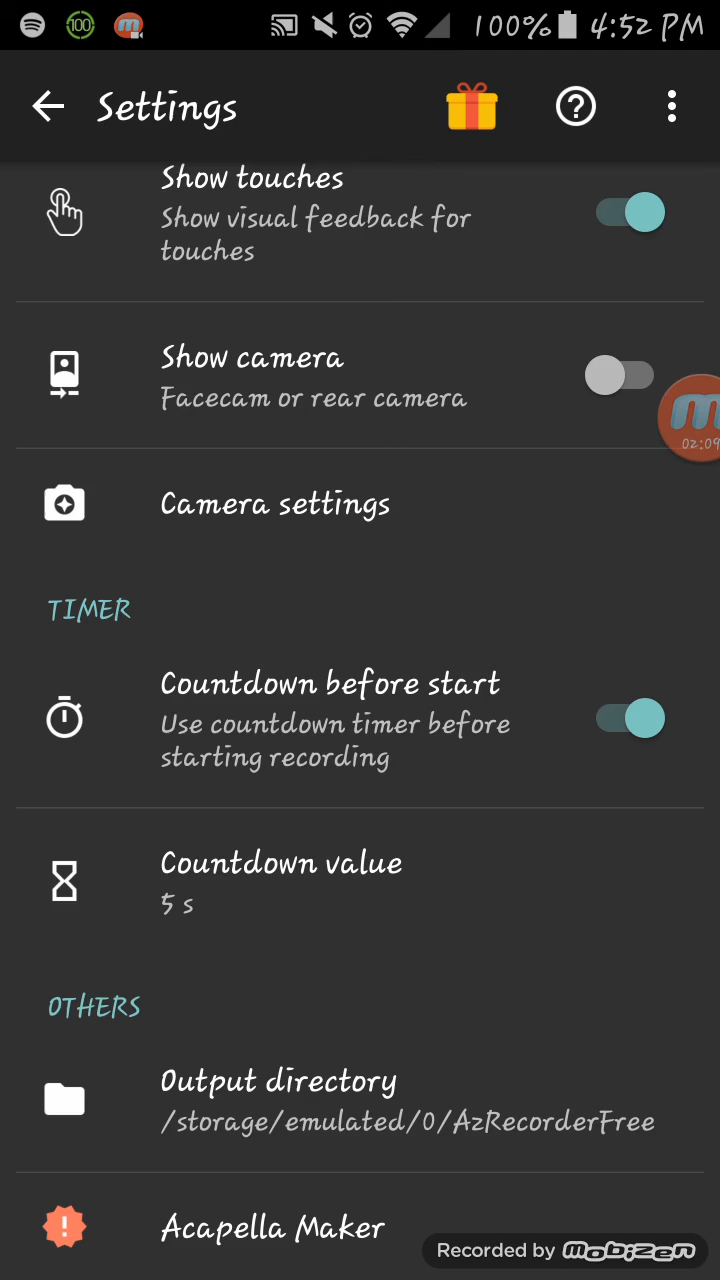 100% 4:52 PM
100
Settings
Show touches
Show visual feedback for
touches
Show camera
Facecam or rear camera
02:09
Camera settings
TIMER
Countdown before start
Use countdown timer before
starting recording
Countdown value
5 s
OTHERS
Output directory
/storage/emulated/0/AzRecorderFree
Acapella Maker
Recorded by mobizen